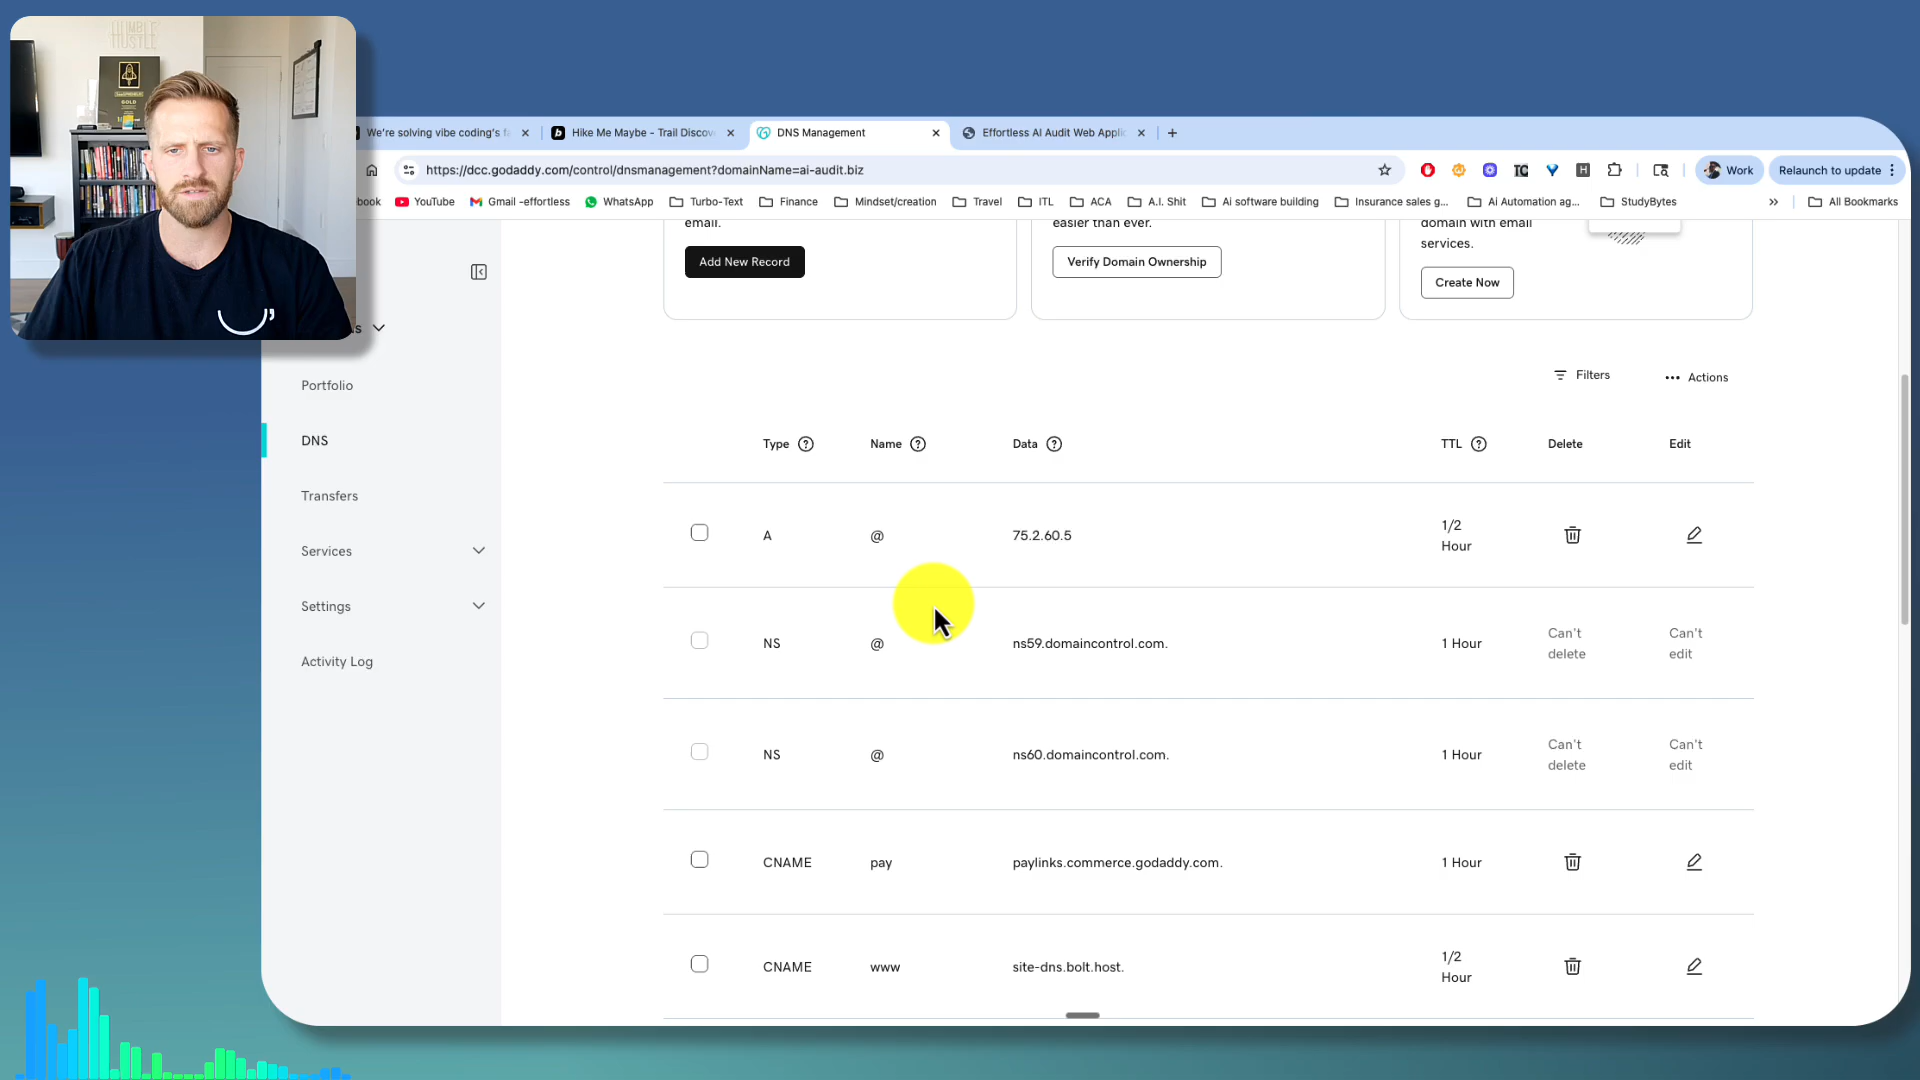 HUMBLE
HUSTLE
GOLD
We're solving vibe coding's f
Hike Me Maybe - Trail Discov
DNS Management
Effortless AI Audit Web Applic
https://dcc.godaddy.com/control/dnsmanagement?domainName=ai-audit.biz
Work
Relaunch to update
book
YouTube
Gmail -effortless
WhatsApp
Turbo-Text
Finance
Mindset/creation
Travel
ITL
ACA
A.I. Shit
Ai software building
Insurance sales g...
Ai Automation ag...
StudyBytes
»
All Bookmarks
email.
easier than ever.
domain with email
services.
Add New Record
Verify Domain Ownership
Create Now
s
Portfolio
DNS
Transfers
Services
Settings
Activity Log
Filters
Actions
Type ? Name ? Data ? TTL ? Delete Edit
A @ 75.2.60.5 1/2 Hour
NS @ ns59.domaincontrol.com. 1 Hour Can't delete Can't edit
NS @ ns60.domaincontrol.com. 1 Hour Can't delete Can't edit
CNAME pay paylinks.commerce.godaddy.com. 1 Hour
CNAME www site-dns.bolt.host. 1/2 Hour